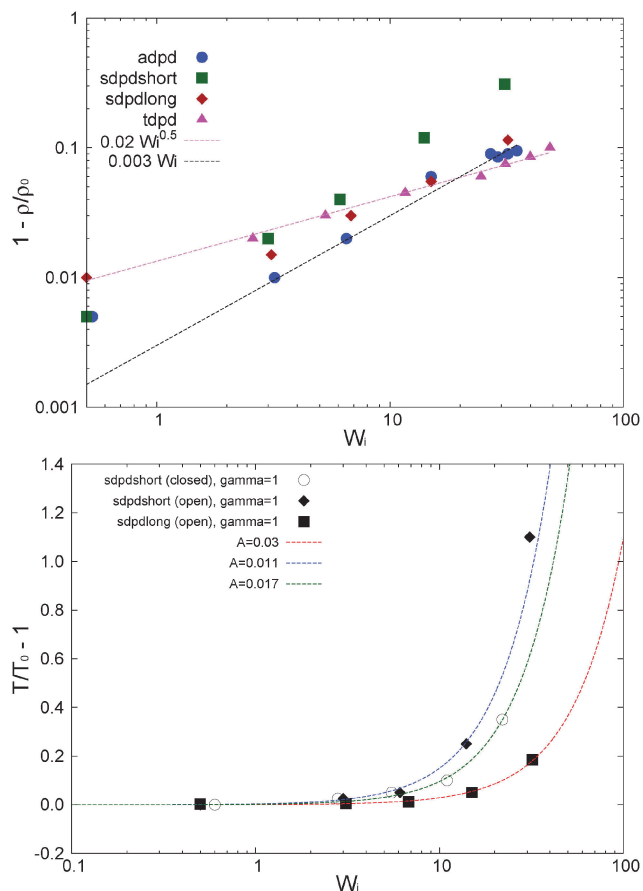 1
0.1
0.01
0.001
1 - ρ/ρ0
adpd
sdpdshort
sdpdlong
tdpd
0.02 Wi^0.5
0.003 Wi
1 10 100
Wi
1.4
1.2
1.0
0.8
0.6
0.4
0.2
0.0
-0.2
T/T0 - 1
sdpdshort (closed), gamma=1
sdpdshort (open), gamma=1
sdpdlong (open), gamma=1
A=0.03
A=0.011
A=0.017
0.1 1 10 100
Wi